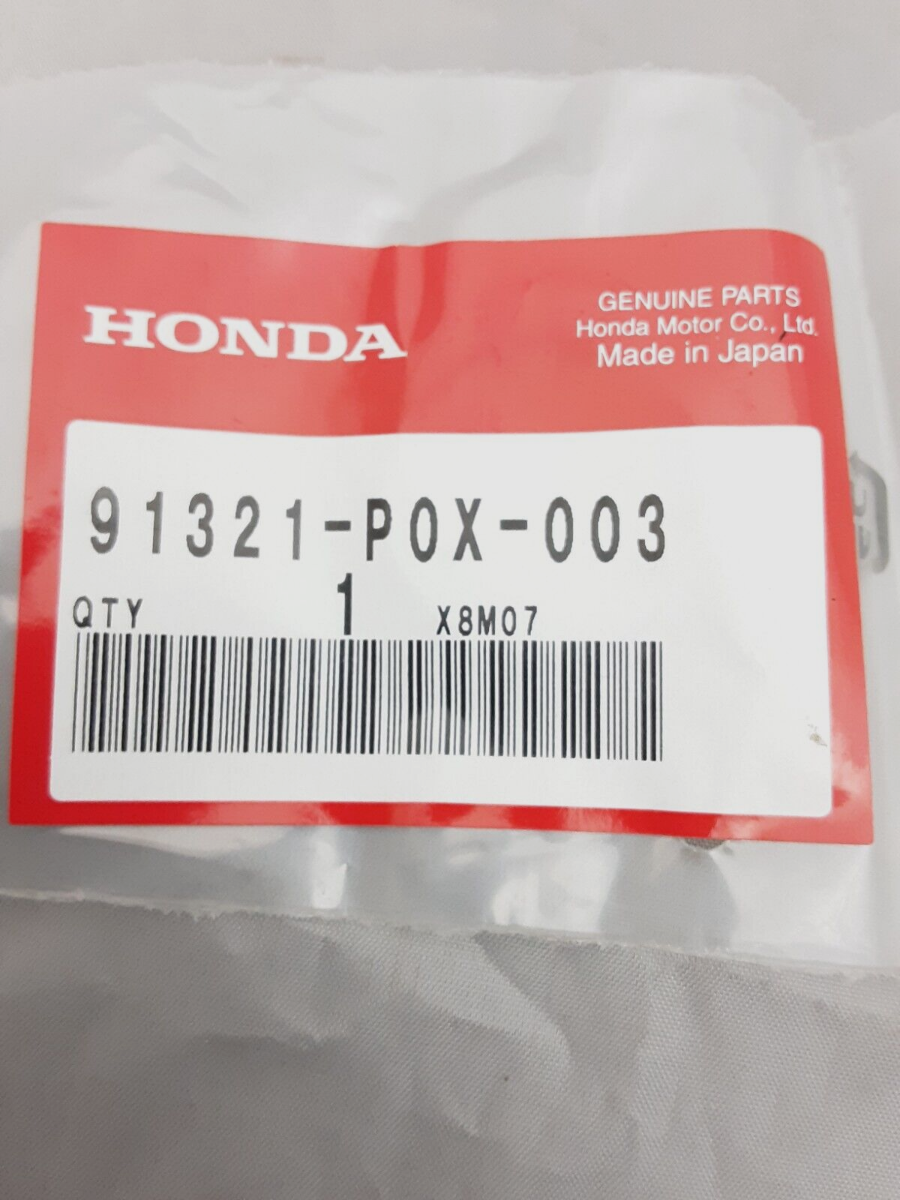 HONDA
GENUINE PARTS
Honda Motor Co., Ltd.
Made in Japan
91321-P0X-003
QTY 1 X8M07